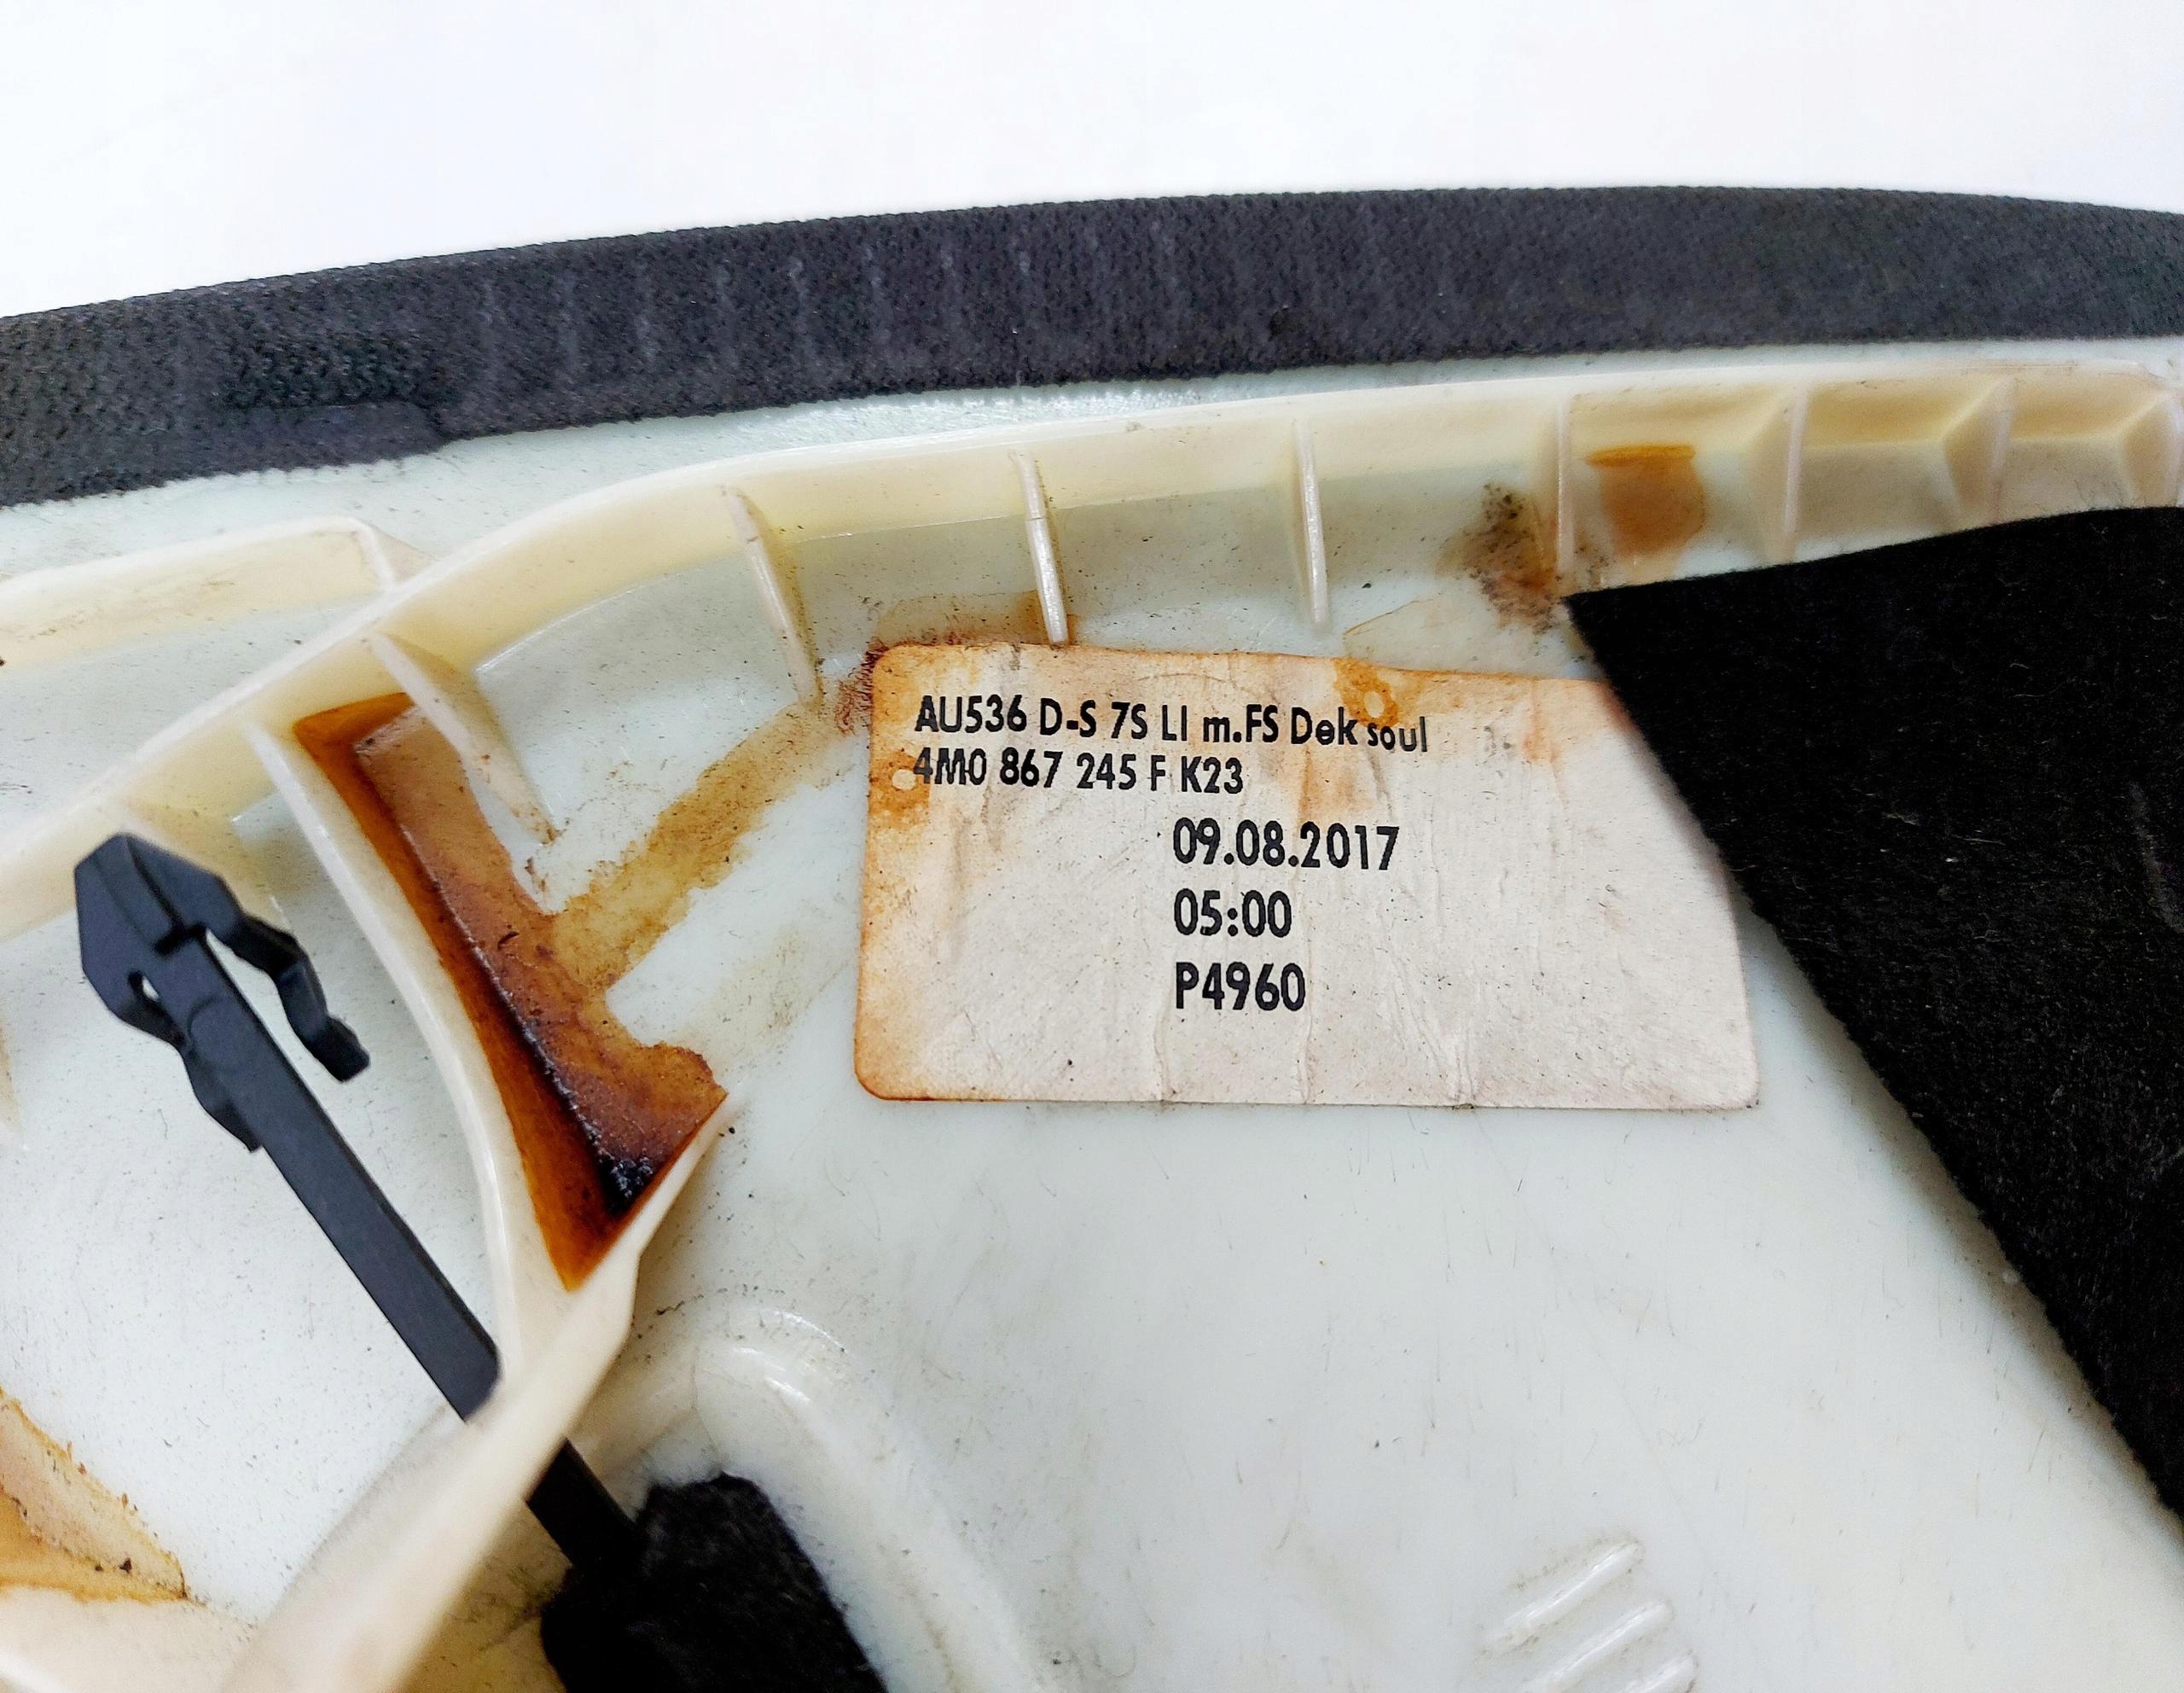 AU536 D-S 7S LI m.FS Dek soul
4M0 867 245 F K23
09.08.2017
05:00
P4960